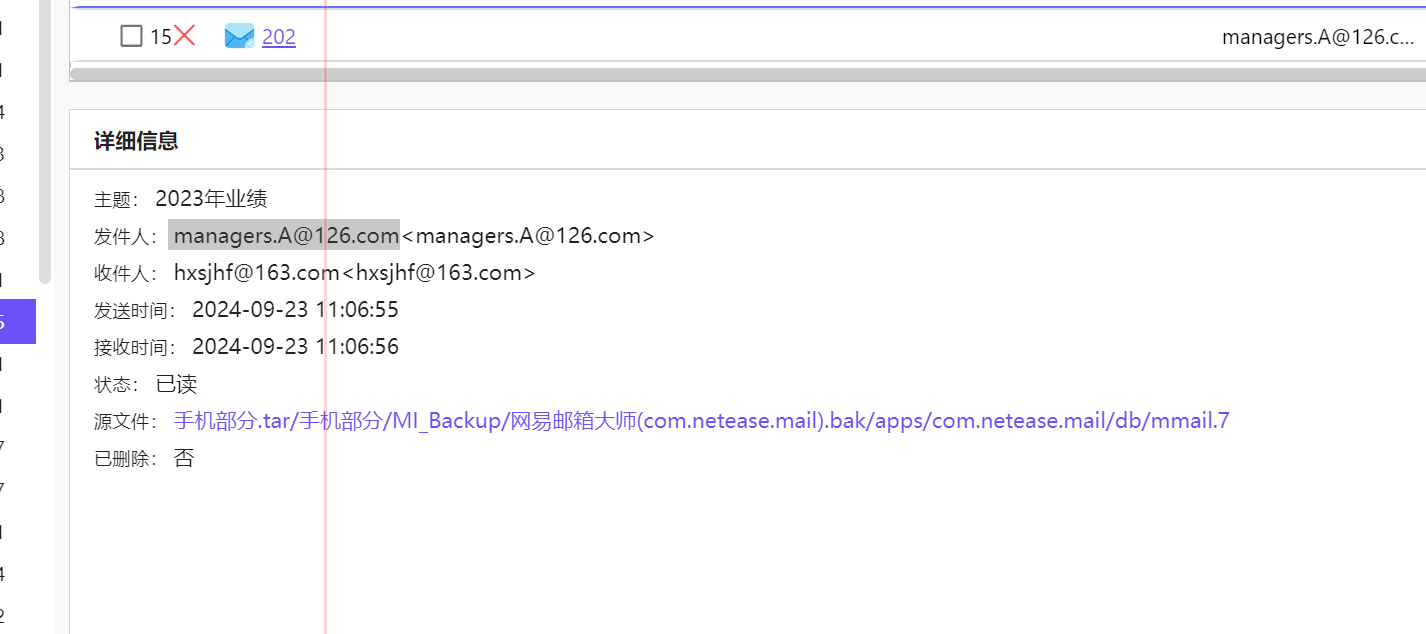 15 202 managers.A@126.c...
详细信息
主题： 2023年业绩
发件人： managers.A@126.com<managers.A@126.com>
收件人： hxsjhf@163.com<hxsjhf@163.com>
发送时间： 2024-09-23 11:06:55
接收时间： 2024-09-23 11:06:56
状态： 已读
源文件： 手机部分.tar/手机部分/MI_Backup/网易邮箱大师(com.netease.mail).bak/apps/com.netease.mail/db/mmail.7
已删除： 否